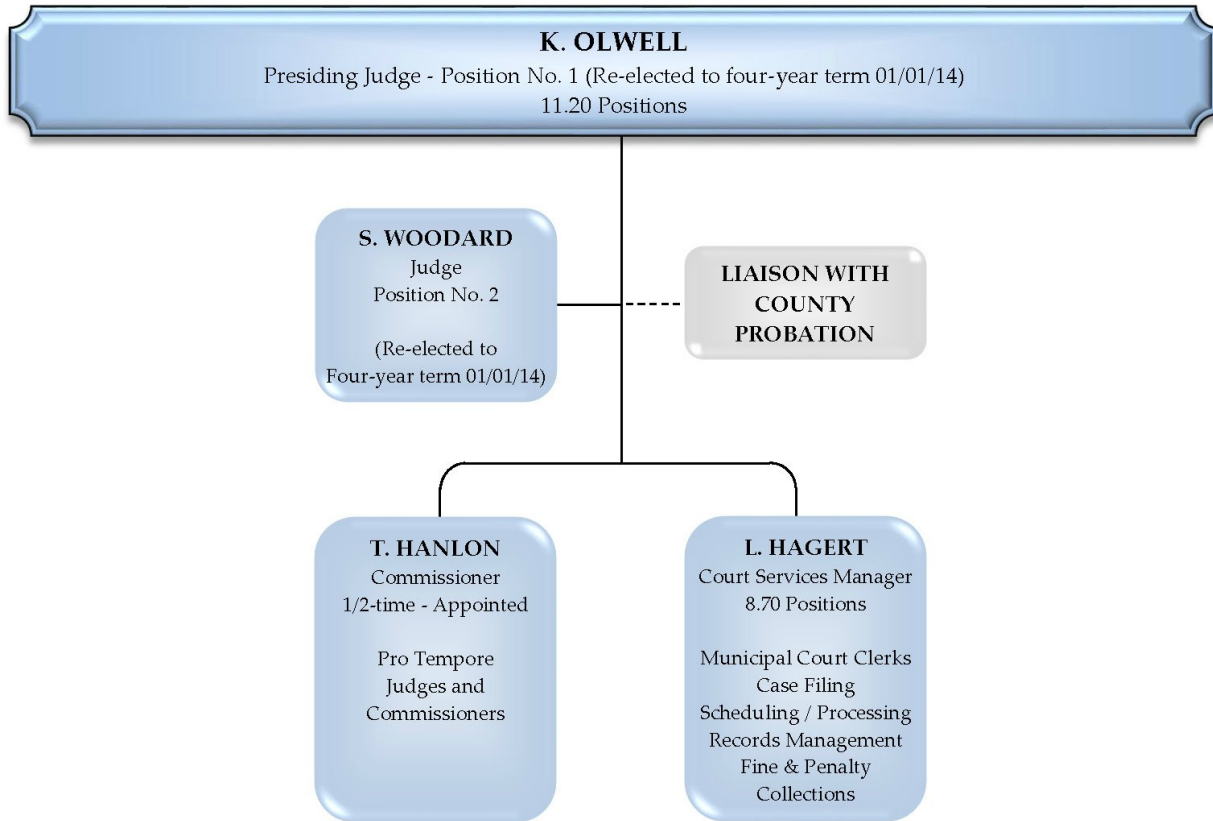 K. OLWELL
Presiding Judge - Position No. 1 (Re-elected to four-year term 01/01/14)
11.20 Positions
S. WOODARD
Judge
Position No. 2
(Re-elected to
Four-year term 01/01/14)
LIAISON WITH
COUNTY
PROBATION
T. HANLON
Commissioner
1/2-time - Appointed
Pro Tempore
Judges and
Commissioners
L. HAGERT
Court Services Manager
8.70 Positions
Municipal Court Clerks
Case Filing
Scheduling / Processing
Records Management
Fine & Penalty
Collections